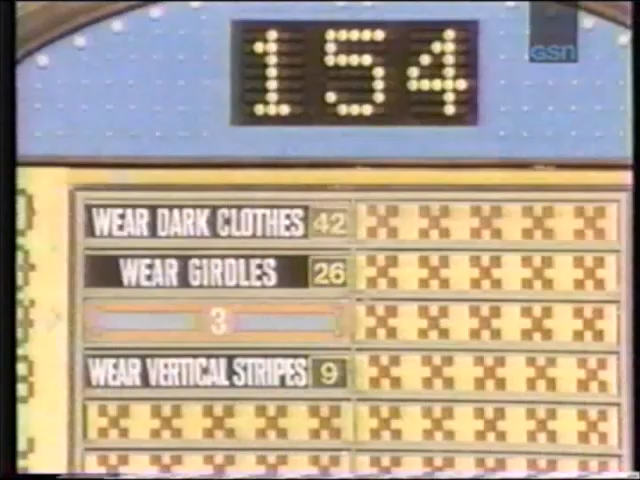 154
GSN
WEAR DARK CLOTHES 42
WEAR GIRDLES 26
3
WEAR VERTICAL STRIPES 9